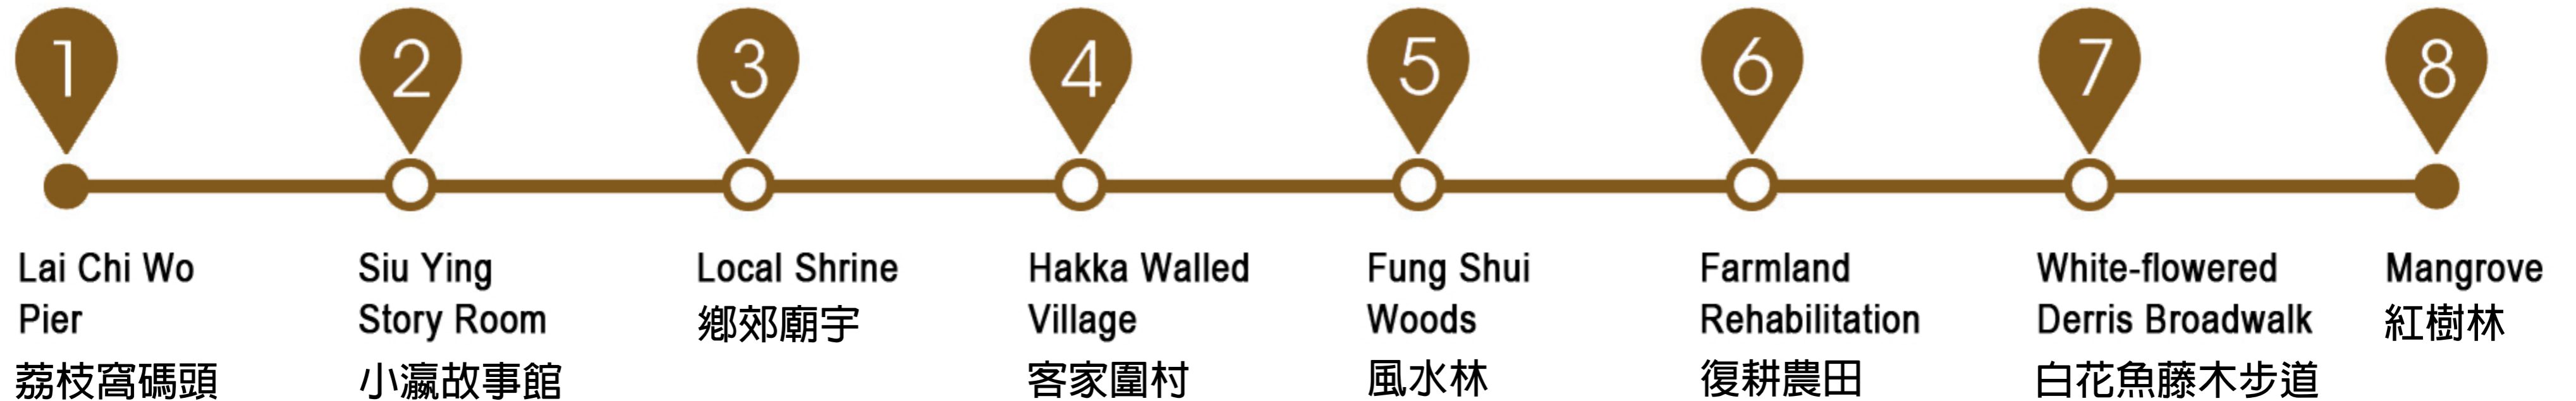 1
2
3
4
5
6
7
8
Lai Chi Wo
Pier
荔枝窩碼頭
Siu Ying
Story Room
小瀛故事館
Local Shrine
鄉郊廟宇
Hakka Walled
Village
客家圍村
Fung Shui
Woods
風水林
Farmland
Rehabilitation
復耕農田
White-flowered
Derris Broadwalk
白花魚藤木步道
Mangrove
紅樹林